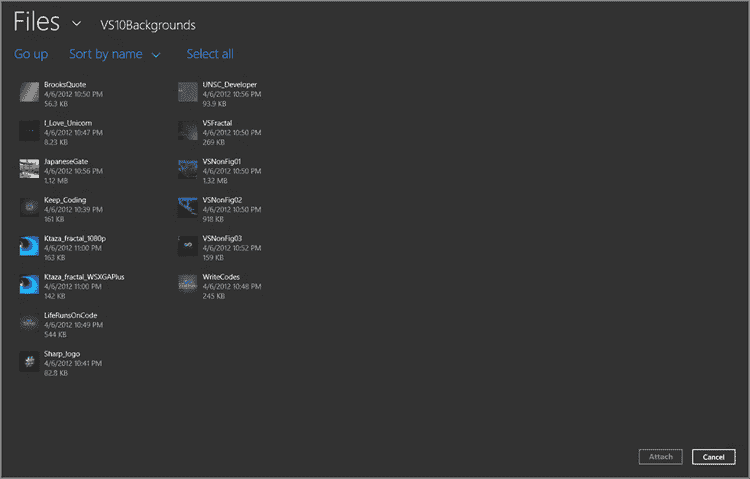 Files
VS10Backgrounds
Go up
Sort by name
Select all
BrooksQuote
4/6/2012 10:50 PM
56.3 KB
I_Love_Unicorn
4/6/2012 10:47 PM
8.23 KB
JapaneseGate
4/6/2012 10:56 PM
1.12 MB
Keep_Coding
4/6/2012 10:39 PM
161 KB
Ktaza_fractal_1080p
4/6/2012 11:00 PM
163 KB
Ktaza_fractal_WSXGAPlus
4/6/2012 11:00 PM
142 KB
LifeRunsOnCode
4/6/2012 10:49 PM
544 KB
Sharp_logo
4/6/2012 10:41 PM
82.8 KB
UNSC_Developer
4/6/2012 10:56 PM
93.9 KB
VSFractal
4/6/2012 10:50 PM
269 KB
VSNonFig01
4/6/2012 10:50 PM
1.32 MB
VSNonFig02
4/6/2012 10:50 PM
918 KB
VSNonFig03
4/6/2012 10:52 PM
159 KB
WriteCodes
4/6/2012 10:48 PM
245 KB
Attach
Cancel